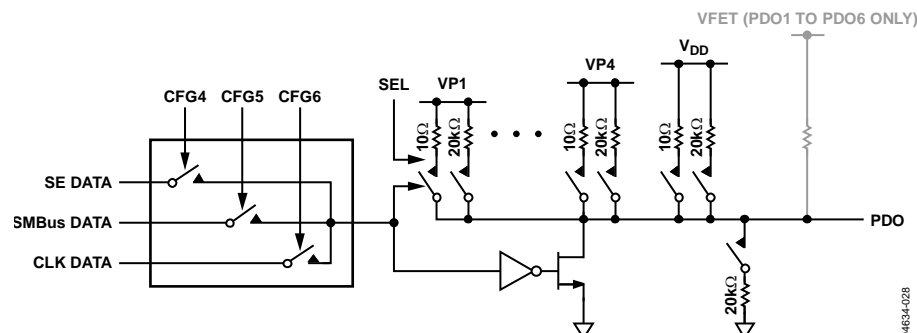 VFET (PDO1 TO PDO6 ONLY)
VDD
CFG4 CFG5 CFG6 SEL VP1 VP4
10Ω 20kΩ 10Ω 20kΩ 10Ω 20kΩ
SE DATA
SMBus DATA
PDO
CLK DATA
20kΩ
4634-028